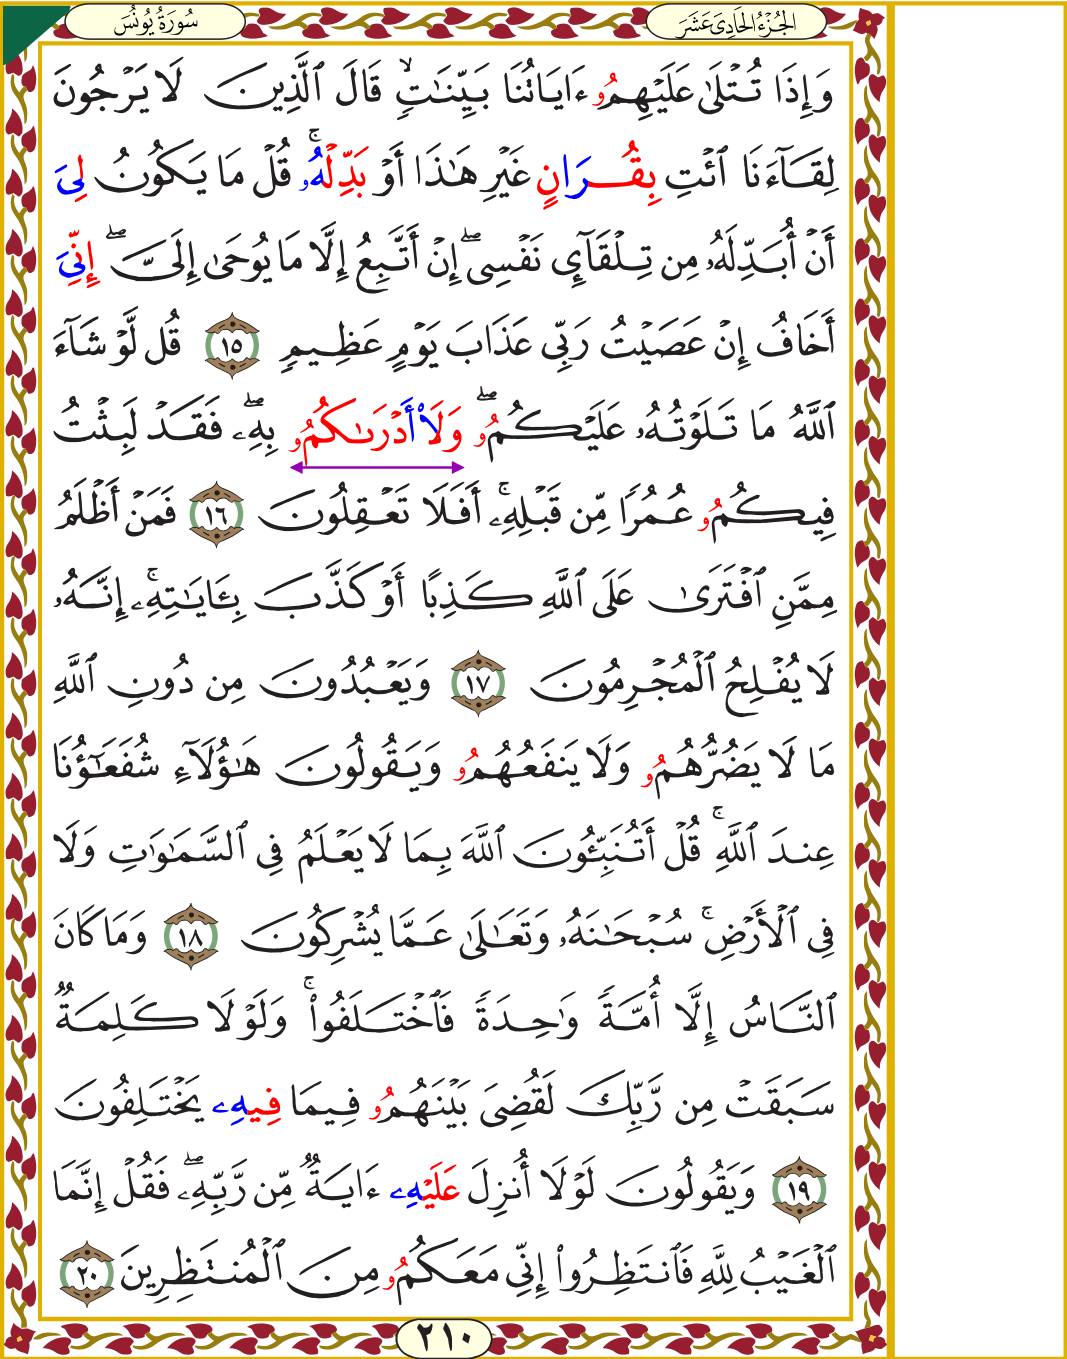 الجُزْءُ الحَادِىَ عَشَرَ
سُورَةُ يُونُسَ
وَإِذَا تُتْلَىٰ عَلَيْهِمُۥ ءَايَاتُنَا بَيِّنَٰتٖۙ قَالَ ٱلَّذِينَ لَا يَرْجُونَ
لِقَآءَنَا ٱئْتِ بِقُرَانٍ غَيْرِ هَٰذَا أَوْ بَدِّلْهُۥۚ قُلْ مَا يَكُونُ لِىَ
أَنْ أُبَدِّلَهُۥ مِن تِلْقَآىِٕ نَفْسِىۖ إِنْ أَتَّبِعُ إِلَّا مَا يُوحَىٰ إِلَىَّۖ إِنِّىَ
أَخَافُ إِنْ عَصَيْتُ رَبِّى عَذَابَ يَوْمٍ عَظِيمٖ ١٥ قُل لَّوْ شَآءَ
ٱللَّهُ مَا تَلَوْتُهُۥ عَلَيْكُمُۥۖ وَلَأَدْرَىٰكُمُۥ بِهِۦۖ فَقَدْ لَبِثْتُ
فِيكُمُۥ عُمُرًا مِّن قَبْلِهِۦۚ أَفَلَا تَعْقِلُونَ ١٦ فَمَنْ أَظْلَمُ
مِمَّنِ ٱفْتَرَىٰ عَلَى ٱللَّهِ كَذِبًا أَوْ كَذَّبَ بِـَٔايَٰتِهِۦۚ إِنَّهُۥ
لَا يُفْلِحُ ٱلْمُجْرِمُونَ ١٧ وَيَعْبُدُونَ مِن دُونِ ٱللَّهِ
مَا لَا يَضُرُّهُمُۥ وَلَا يَنفَعُهُمُۥ وَيَقُولُونَ هَٰٓؤُلَآءِ شُفَعَٰٓؤُنَا
عِندَ ٱللَّهِۚ قُلْ أَتُنَبِّـُٔونَ ٱللَّهَ بِمَا لَا يَعْلَمُ فِى ٱلسَّمَٰوَٰتِ وَلَا
فِى ٱلْأَرْضِۚ سُبْحَٰنَهُۥ وَتَعَٰلَىٰ عَمَّا يُشْرِكُونَ ١٨ وَمَا كَانَ
ٱلنَّاسُ إِلَّا أُمَّةً وَٰحِدَةً فَٱخْتَلَفُوا۟ۚ وَلَوْلَا كَلِمَةٌ
سَبَقَتْ مِن رَّبِّكَ لَقُضِىَ بَيْنَهُمُۥ فِيمَا فِيهِۦ يَخْتَلِفُونَ
١٩ وَيَقُولُونَ لَوْلَا أُنزِلَ عَلَيْهِۦ ءَايَةٌ مِّن رَّبِّهِۦۖ فَقُلْ إِنَّمَا
ٱلْغَيْبُ لِلَّهِ فَٱنتَظِرُوا۟ إِنِّى مَعَكُمُۥ مِنَ ٱلْمُنتَظِرِينَ ٢٠
٢١٠